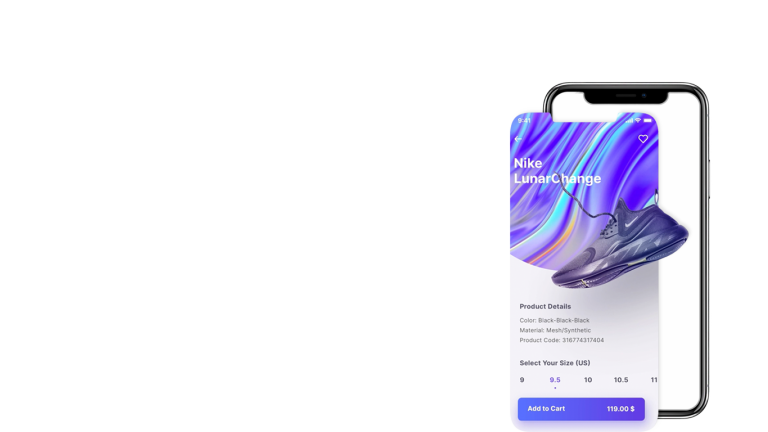 9:41
Nike
LunarChange
Product Details
Color: Black-Black-Black
Material: Mesh/Synthetic
Product Code: 316774317404
Select Your Size (US)
9 9.5 10 10.5 11
Add to Cart 119.00 $